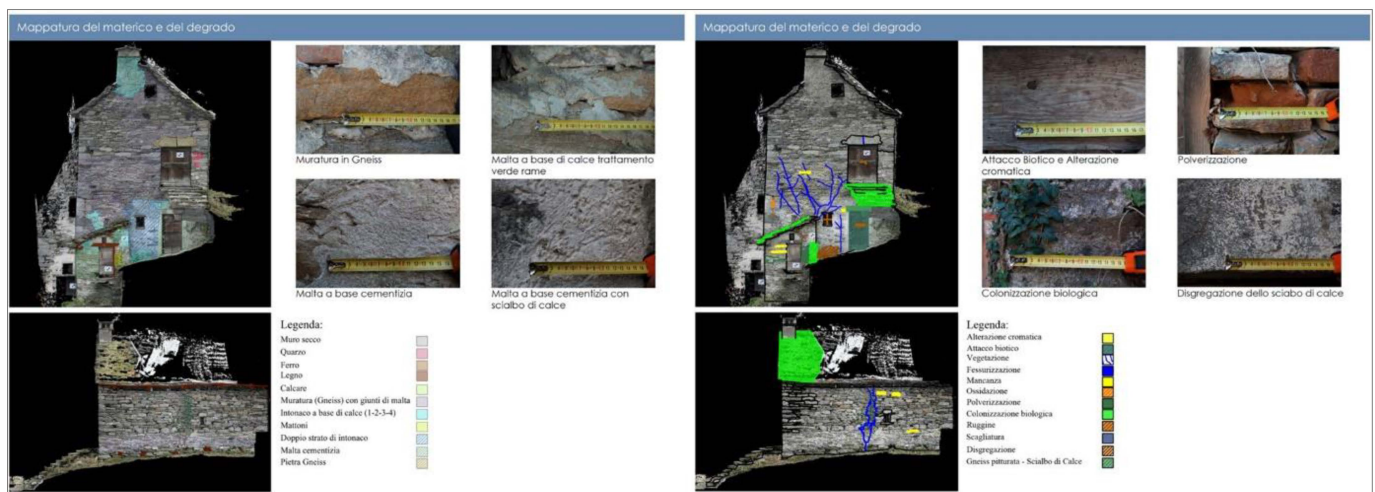 Mappatura del materico e del degrado
Muratura in Gneiss
Malta a base di calce trattamento
verde rame
Malta a base cementizia
Malta a base cementizia con
scialbo di calce
Legenda:
Muro secco
Quarzo
Ferro
Legno
Calcare
Muratura (Gneiss) con giunti di malta
Intonaco a base di calce (1-2-3-4)
Mattoni
Doppio strato di intonaco
Malta cementizia
Pietra Gneiss
Mappatura del materico e del degrado
Attacco Biotico e Alterazione
cromatica
Polverizzazione
Colonizzazione biologica
Disgregazione dello sciabo di calce
Legenda:
Alterazione cromatica
Attacco biotico
Vegetazione
Fessurizzazione
Mancanza
Ossidazione
Polverizzazione
Colonizzazione biologica
Ruggine
Scagliatura
Disgregazione
Gneiss pitturata - Scialbo di Calce